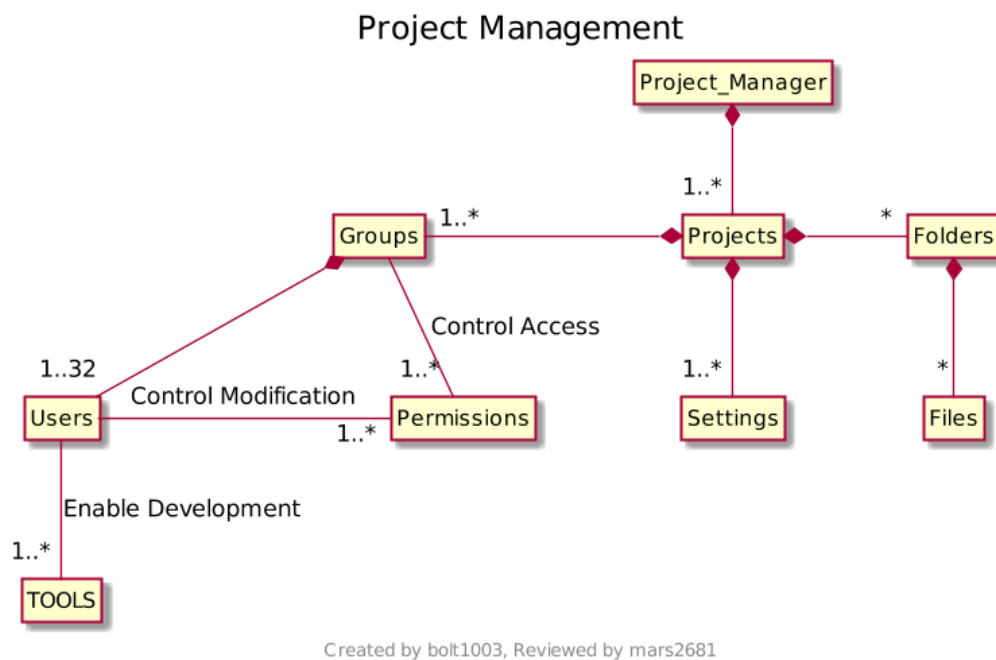 Project Management
Project_Manager
1..*
1..*
*
Groups
Projects
Folders
Control Access
1..32
1..*
1..*
*
Control Modification
Users
Permissions
Settings
Files
1..*
Enable Development
1..*
TOOLS
Created by bolt1003, Reviewed by mars2681